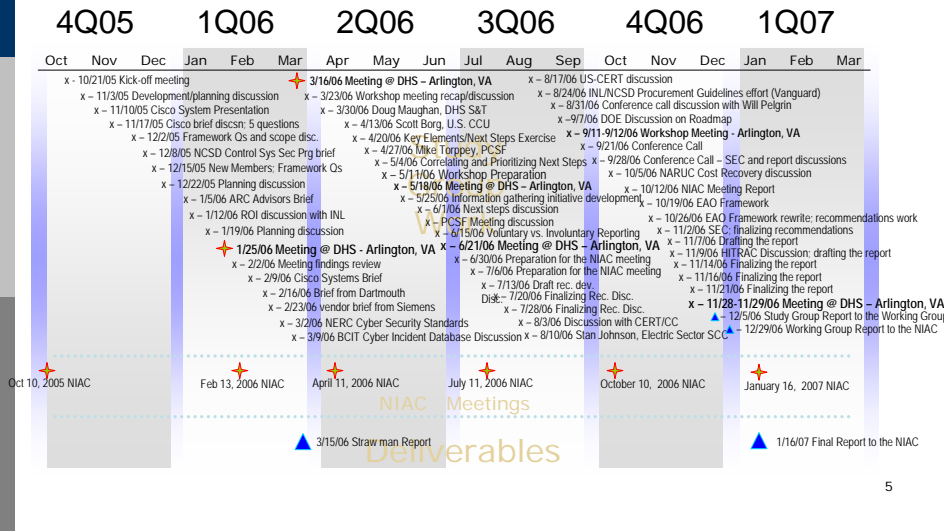 4Q05 1Q06 2Q06 3Q06 4Q06 1Q07
Oct Nov Dec Jan Feb Mar Apr May Jun Jul Aug Sep Oct Nov Dec Jan Feb Mar
x - 10/21/05 Kick-off meeting
x – 11/3/05 Development/planning discussion
x – 11/10/05 Cisco System Presentation
x – 11/17/05 Cisco brief discsn; 5 questions
x – 12/2/05 Framework Qs and scope disc.
x – 12/8/05 NCSD Control Sys Sec Prg brief
x – 12/15/05 New Members; Framework Qs
x – 12/22/05 Planning discussion
x – 1/5/06 ARC Advisors Brief
x – 1/12/06 ROI discussion with INL
x – 1/19/06 Planning discussion
1/25/06 Meeting @ DHS - Arlington, VA
x – 2/2/06 Meeting findings review
x – 2/9/06 Cisco Systems Brief
x – 2/16/06 Brief from Dartmouth
x – 2/23/06 vendor brief from Siemens
x – 3/2/06 NERC Cyber Security Standards
x – 3/9/06 BCIT Cyber Incident Database Discussion
3/16/06 Meeting @ DHS – Arlington, VA
x – 3/23/06 Workshop meeting recap/discussion
x – 3/30/06 Doug Maughan, DHS S&T
x – 4/13/06 Scott Borg, U.S. CCU
x – 4/20/06 Key Elements/Next Steps Exercise
x – 4/27/06 Mike Torppey, PCSF
x – 5/4/06 Correlating and Prioritizing Next Steps
x – 5/11/06 Workshop Preparation
x – 5/18/06 Meeting @ DHS – Arlington, VA
x – 5/25/06 Information gathering initiative development
x – 6/1/06 Next steps discussion
x – PCSF Meeting discussion
x – 6/15/06 Voluntary vs. Involuntary Reporting
x – 6/21/06 Meeting @ DHS – Arlington, VA
x – 6/30/06 Preparation for the NIAC meeting
x – 7/6/06 Preparation for the NIAC meeting
x – 7/13/06 Draft rec. dev.
Disc.
x – 7/20/06 Finalizing Rec. Disc.
x – 7/28/06 Finalizing Rec. Disc.
x – 8/3/06 Discussion with CERT/CC
x – 8/10/06 Stan Johnson, Electric Sector SCC
x – 8/17/06 US-CERT discussion
x – 8/24/06 INL/NCSD Procurement Guidelines effort (Vanguard)
x – 8/31/06 Conference call discussion with Will Pelgrin
x –9/7/06 DOE Discussion on Roadmap
x – 9/11-9/12/06 Workshop Meeting - Arlington, VA
x – 9/21/06 Conference Call
x – 9/28/06 Conference Call – SEC and report discussions
x – 10/5/06 NARUC Cost Recovery discussion
x – 10/12/06 NIAC Meeting Report
x – 10/19/06 EAO Framework
x – 10/26/06 EAO Framework rewrite; recommendations work
x – 11/2/06 SEC; finalizing recommendations
x – 11/7/06 Drafting the report
x – 11/9/06 HITRAC Discussion; drafting the report
x – 11/14/06 Finalizing the report
x – 11/16/06 Finalizing the report
x – 11/21/06 Finalizing the report
x – 11/28-11/29/06 Meeting @ DHS – Arlington, VA
– 12/5/06 Study Group Report to the Working Group
– 12/29/06 Working Group Report to the NIAC
Oct 10, 2005 NIAC
Feb 13, 2006 NIAC
April 11, 2006 NIAC
July 11, 2006 NIAC
October 10, 2006 NIAC
January 16, 2007 NIAC
NIAC Meetings
3/15/06 Straw man Report
1/16/07 Final Report to the NIAC
Deliverables
5